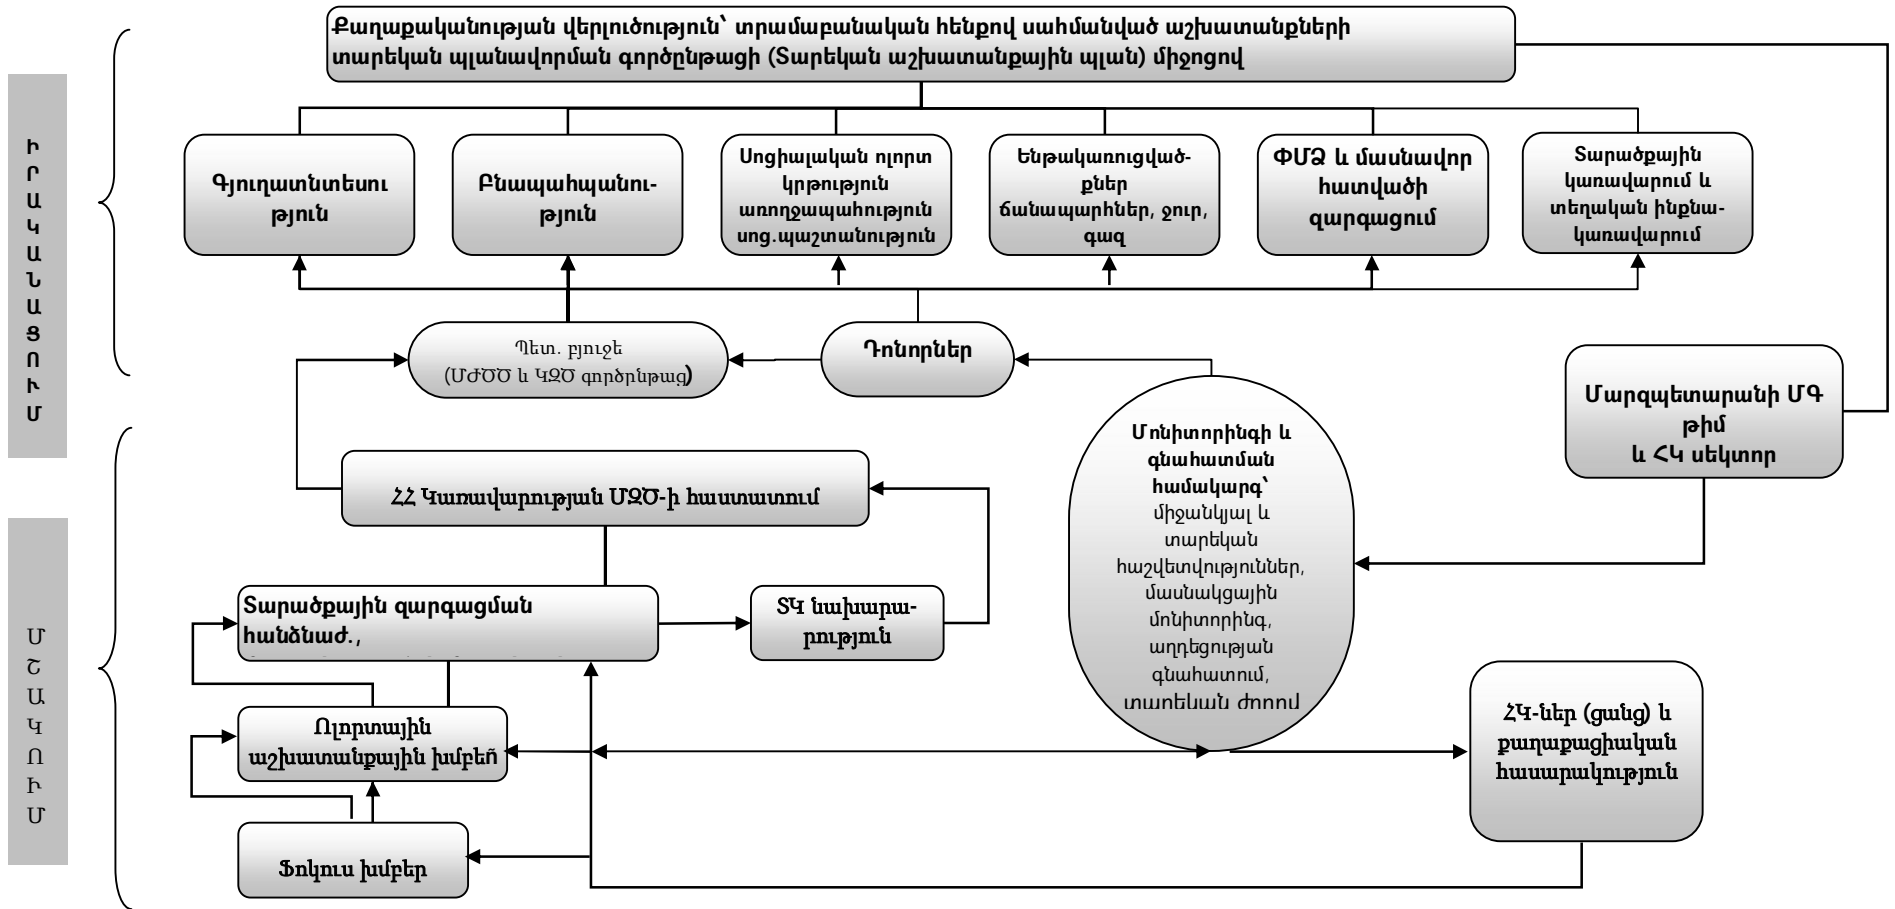 Քաղաքականության վերլուծություն՝ տրամաբանական հենքով սահմանված աշխատանքների
տարեկան պլանավորման գործընթացի (Տարեկան աշխատանքային պլան) միջոցով
ԻՐԱԿԱՆԱՑՈՒՄ
Գյուղատնտեսու
թյուն
Բնապահպանու-
թյուն
Սոցիալական ոլորտ
կրթություն
առողջապահություն
սոց.պաշտանություն
Ենթակառուցված-
քներ
ճանապարհներ, ջուր,
գազ
ՓՄՁ և մասնավոր
հատվածի
զարգացում
Տարածքային
կառավարում և
տեղական ինքնա-
կառավարում
Պետ. բյուջե
(ՄԺԾԾ և ԿԶԾ գործընթաց)
Դոնորներ
Մարզպետարանի ՄԳ
թիմ
և ՀԿ սեկտոր
Մոնիտորինգի և
գնահատման
համակարգ՝
միջանկյալ և
տարեկան
հաշվետվություններ,
մասնակցային
մոնիտորինգ,
աղդեցության
գնահատում,
տարեկան ժողով
ՀՀ Կառավարության ՄԶԾ-ի հաստատում
ՄՇԱԿՈՒՄ
Տարածքային զարգացման
հանձնաժ.,
ՏԿ նախարա-
րություն
Ոլորտային
աշխատանքային խմբեñ
ՀԿ-ներ (ցանց) և
քաղաքացիական
հասարակություն
Ֆոկուս խմբեր